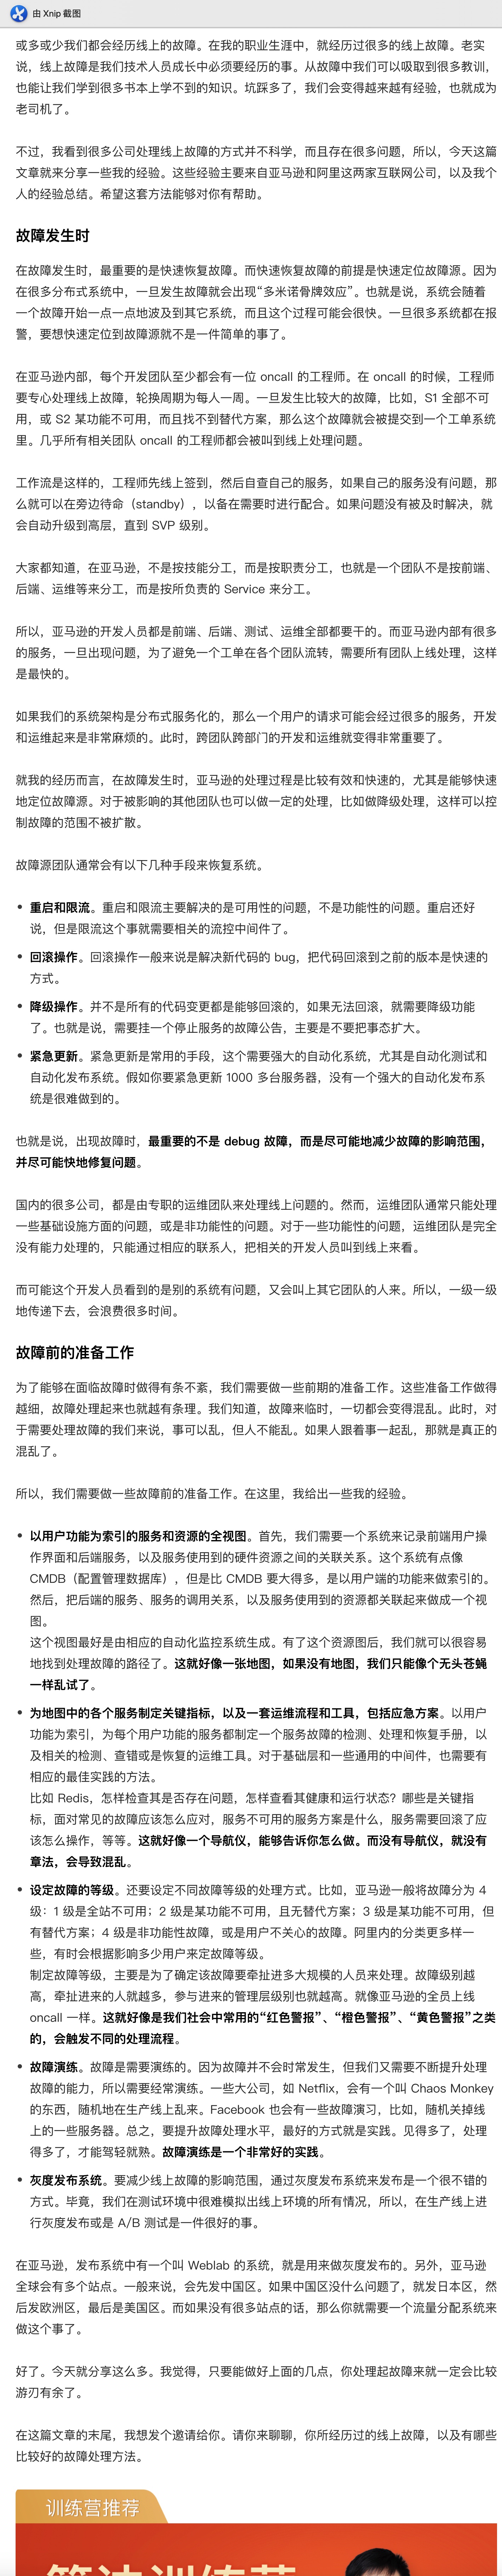 由 Xnip 截图
或多或少我们都会经历线上的故障。在我的职业生涯中，就经历过很多的线上故障。老实
说，线上故障是我们技术人员成长中必须要经历的事。从故障中我们可以吸取到很多教训，
也能让我们学到很多书本上学不到的知识。坑踩多了，我们会变得越来越有经验，也就成为
老司机了。
不过，我看到很多公司处理线上故障的方式并不科学，而且存在很多问题，所以，今天这篇
文章就来分享一些我的经验。这些经验主要来自亚马逊和阿里这两家互联网公司，以及我个
人的经验总结。希望这套方法能够对你有帮助。
故障发生时
在故障发生时，最重要的是快速恢复故障。而快速恢复故障的前提是快速定位故障源。因为
在很多分布式系统中，一旦发生故障就会出现“多米诺骨牌效应”。也就是说，系统会随着
一个故障开始一点一点地波及到其它系统，而且这个过程可能会很快。一旦很多系统都在报
警，要想快速定位到故障源就不是一件简单的事了。
在亚马逊内部，每个开发团队至少都会有一位 oncall 的工程师。在 oncall 的时候，工程师
要专心处理线上故障，轮换周期为每人一周。一旦发生比较大的故障，比如，S1 全部不可
用，或 S2 某功能不可用，而且找不到替代方案，那么这个故障就会被提交到一个工单系统
里。几乎所有相关团队 oncall 的工程师都会被叫到线上处理问题。
工作流是这样的，工程师先线上签到，然后自查自己的服务，如果自己的服务没有问题，那
么就可以在旁边待命（standby），以备在需要时进行配合。如果问题没有被及时解决，就
会自动升级到高层，直到 SVP 级别。
大家都知道，在亚马逊，不是按技能分工，而是按职责分工，也就是一个团队不是按前端、
后端、运维等来分工，而是按所负责的 Service 来分工。
所以，亚马逊的开发人员都是前端、后端、测试、运维全部都要干的。而亚马逊内部有很多
的服务，一旦出现问题，为了避免一个工单在各个团队流转，需要所有团队上线处理，这样
是最快的。
如果我们的系统架构是分布式服务化的，那么一个用户的请求可能会经过很多的服务，开发
和运维起来是非常麻烦的。此时，跨团队跨部门的开发和运维就变得非常重要了。
就我的经历而言，在故障发生时，亚马逊的处理过程是比较有效和快速的，尤其是能够快速
地定位故障源。对于被影响的其他团队也可以做一定的处理，比如做降级处理，这样可以控
制故障的范围不被扩散。
故障源团队通常会有以下几种手段来恢复系统。
• 重启和限流。重启和限流主要解决的是可用性的问题，不是功能性的问题。重启还好
说，但是限流这个事就需要相关的流控中间件了。
• 回滚操作。回滚操作一般来说是解决新代码的 bug，把代码回滚到之前的版本是快速的
方式。
• 降级操作。并不是所有的代码变更都是能够回滚的，如果无法回滚，就需要降级功能
了。也就是说，需要挂一个停止服务的故障公告，主要是不要把事态扩大。
• 紧急更新。紧急更新是常用的手段，这个需要强大的自动化系统，尤其是自动化测试和
自动化发布系统。假如你要紧急更新 1000 多台服务器，没有一个强大的自动化发布系
统是很难做到的。
也就是说，出现故障时，最重要的不是 debug 故障，而是尽可能地减少故障的影响范围，
并尽可能快地修复问题。
国内的很多公司，都是由专职的运维团队来处理线上问题的。然而，运维团队通常只能处理
一些基础设施方面的问题，或是非功能性的问题。对于一些功能性的问题，运维团队是完全
没有能力处理的，只能通过相应的联系人，把相关的开发人员叫到线上来看。
而可能这个开发人员看到的是别的系统有问题，又会叫上其它团队的人来。所以，一级一级
地传递下去，会浪费很多时间。
故障前的准备工作
为了能够在面临故障时做得有条不紊，我们需要做一些前期的准备工作。这些准备工作做得
越细，故障处理起来也就越有条理。我们知道，故障来临时，一切都会变得混乱。此时，对
于需要处理故障的我们来说，事可以乱，但人不能乱。如果人跟着事一起乱，那就是真正的
混乱了。
所以，我们需要做一些故障前的准备工作。在这里，我给出一些我的经验。
• 以用户功能为索引的服务和资源的全视图。首先，我们需要一个系统来记录前端用户操
作界面和后端服务，以及服务使用到的硬件资源之间的关联关系。这个系统有点像
CMDB（配置管理数据库），但是比 CMDB 要大得多，是以用户端的功能来做索引的。
然后，把后端的服务、服务的调用关系，以及服务使用到的资源都关联起来做成一个视
图。
这个视图最好是由相应的自动化监控系统生成。有了这个资源图后，我们就可以很容易
地找到处理故障的路径了。这就好像一张地图，如果没有地图，我们只能像个无头苍蝇
一样乱试了。
• 为地图中的各个服务制定关键指标，以及一套运维流程和工具，包括应急方案。以用户
功能为索引，为每个用户功能的服务都制定一个服务故障的检测、处理和恢复手册，以
及相关的检测、查错或是恢复的运维工具。对于基础层和一些通用的中间件，也需要有
相应的最佳实践的方法。
比如 Redis，怎样检查其是否存在问题，怎样查看其健康和运行状态？哪些是关键指
标，面对常见的故障应该怎么应对，服务不可用的服务方案是什么，服务需要回滚了应
该怎么操作，等等。这就好像一个导航仪，能够告诉你怎么做。而没有导航仪，就没有
章法，会导致混乱。
• 设定故障的等级。还要设定不同故障等级的处理方式。比如，亚马逊一般将故障分为 4
级：1 级是全站不可用；2 级是某功能不可用，且无替代方案；3 级是某功能不可用，但
有替代方案；4 级是非功能性故障，或是用户不关心的故障。阿里内的分类更多样一
些，有时会根据影响多少用户来定故障等级。
制定故障等级，主要是为了确定该故障要牵扯进多大规模的人员来处理。故障级别越
高，牵扯进来的人就越多，参与进来的管理层级别也就越高。就像亚马逊的全员上线
oncall 一样。这就好像是我们社会中常用的“红色警报”、“橙色警报”、“黄色警报”之类
的，会触发不同的处理流程。
• 故障演练。故障是需要演练的。因为故障并不会时常发生，但我们又需要不断提升处理
故障的能力，所以需要经常演练。一些大公司，如 Netflix，会有一个叫 Chaos Monkey
的东西，随机地在生产线上乱来。Facebook 也会有一些故障演习，比如，随机关掉线
上的一些服务器。总之，要提升故障处理水平，最好的方式就是实践。见得多了，处理
得多了，才能驾轻就熟。故障演练是一个非常好的实践。
• 灰度发布系统。要减少线上故障的影响范围，通过灰度发布系统来发布是一个很不错的
方式。毕竟，我们在测试环境中很难模拟出线上环境的所有情况，所以，在生产线上进
行灰度发布或是 A/B 测试是一件很好的事。
在亚马逊，发布系统中有一个叫 Weblab 的系统，就是用来做灰度发布的。另外，亚马逊
全球会有多个站点。一般来说，会先发中国区。如果中国区没什么问题了，就发日本区，然
后发欧洲区，最后是美国区。而如果没有很多站点的话，那么你就需要一个流量分配系统来
做这个事了。
好了。今天就分享这么多。我觉得，只要能做好上面的几点，你处理起故障来就一定会比较
游刃有余了。
在这篇文章的末尾，我想发个邀请给你。请你来聊聊，你所经历过的线上故障，以及有哪些
比较好的故障处理方法。
训练营推荐